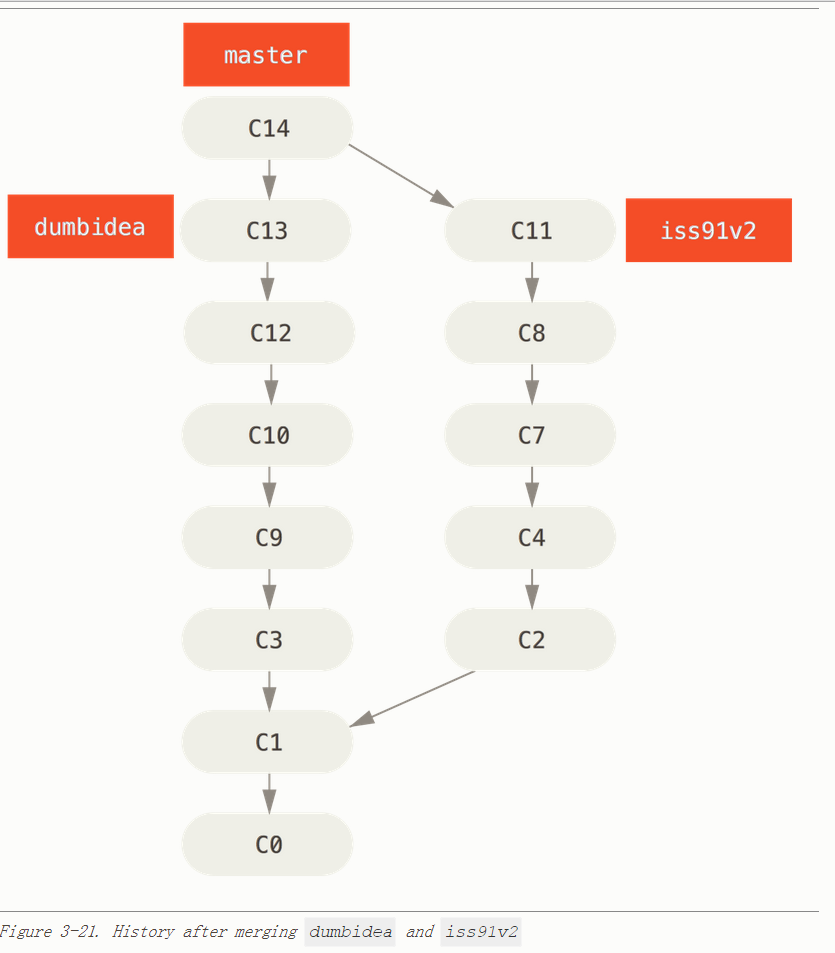 master
C14
dumbidea C13 C11 iss91v2
C12 C8
C10 C7
C9 C4
C3 C2
C1
C0
Figure 3-21. History after merging dumbidea and iss91v2